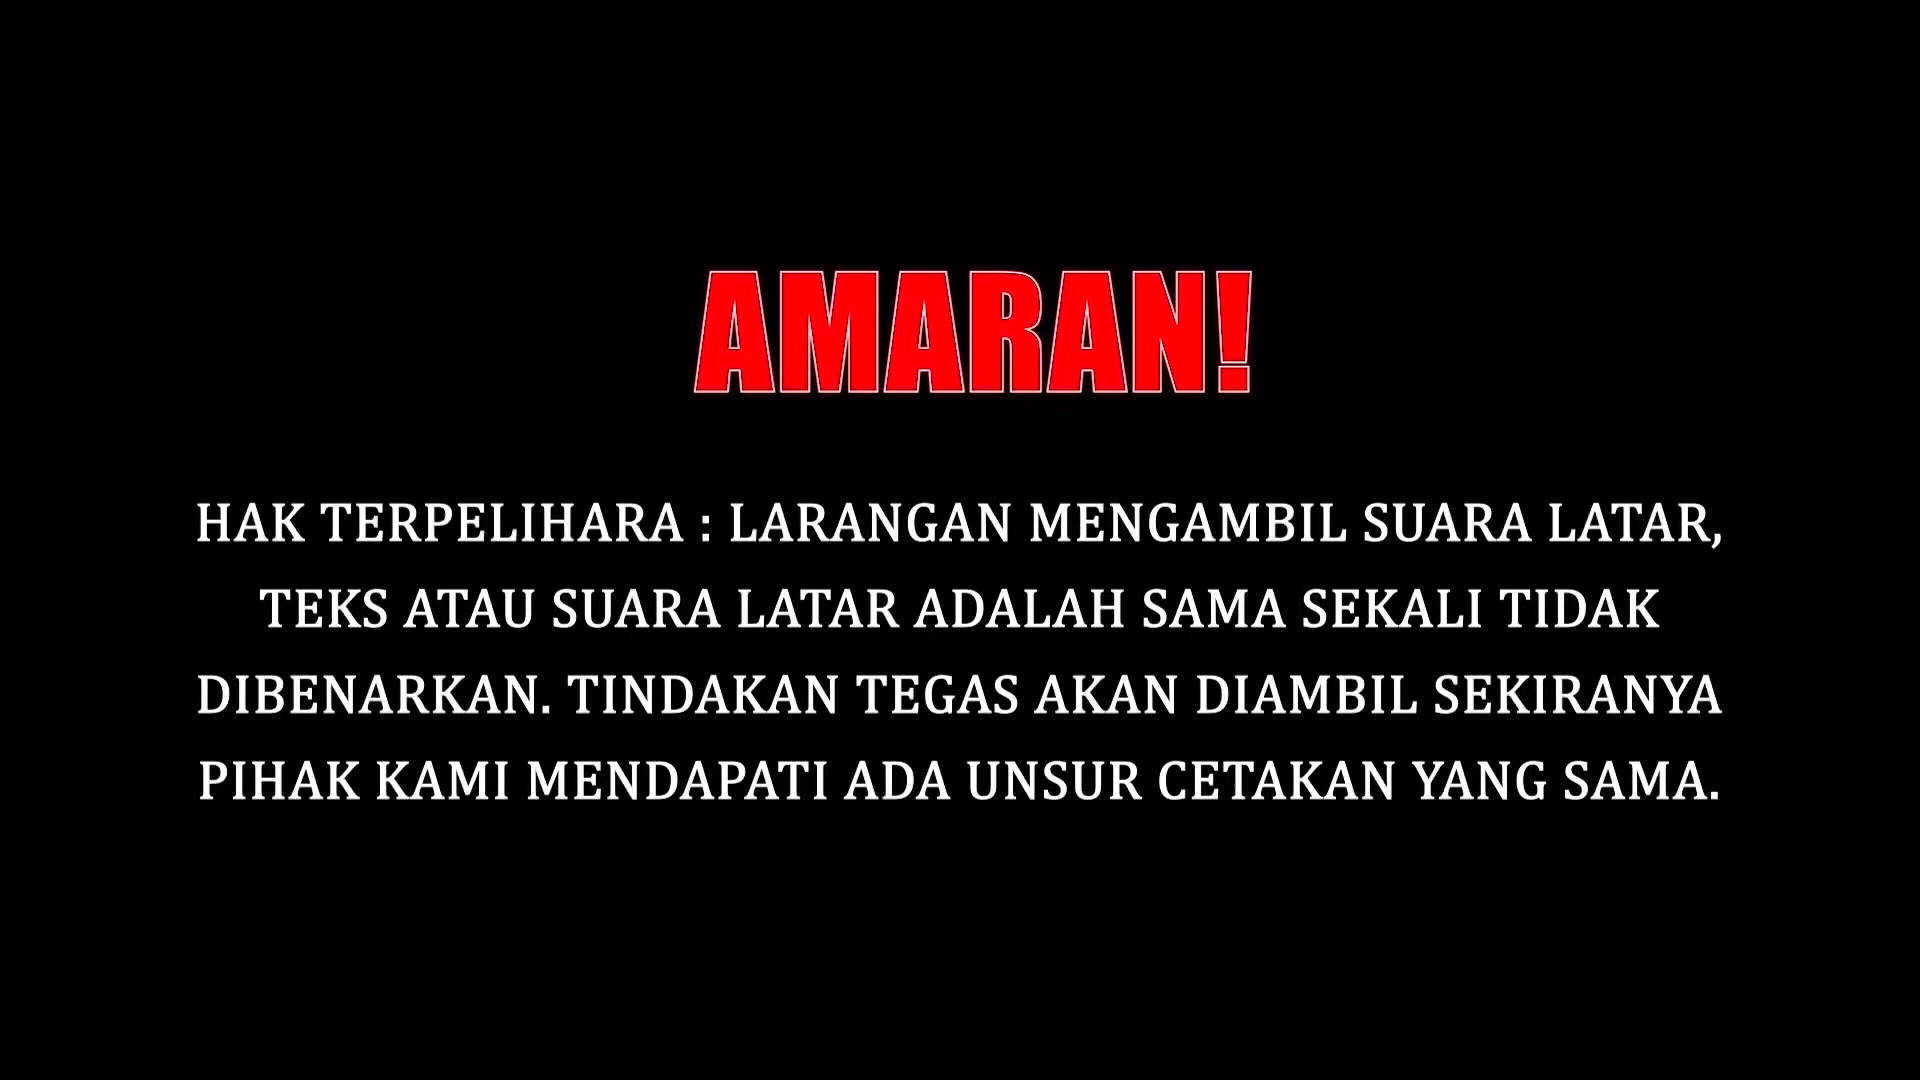 AMARAN!
HAK TERPELIHARA : LARANGAN MENGAMBIL SUARA LATAR,
TEKS ATAU SUARA LATAR ADALAH SAMA SEKALI TIDAK
DIBENARKAN. TINDAKAN TEGAS AKAN DIAMBIL SEKIRANYA
PIHAK KAMI MENDAPATI ADA UNSUR CETAKAN YANG SAMA.